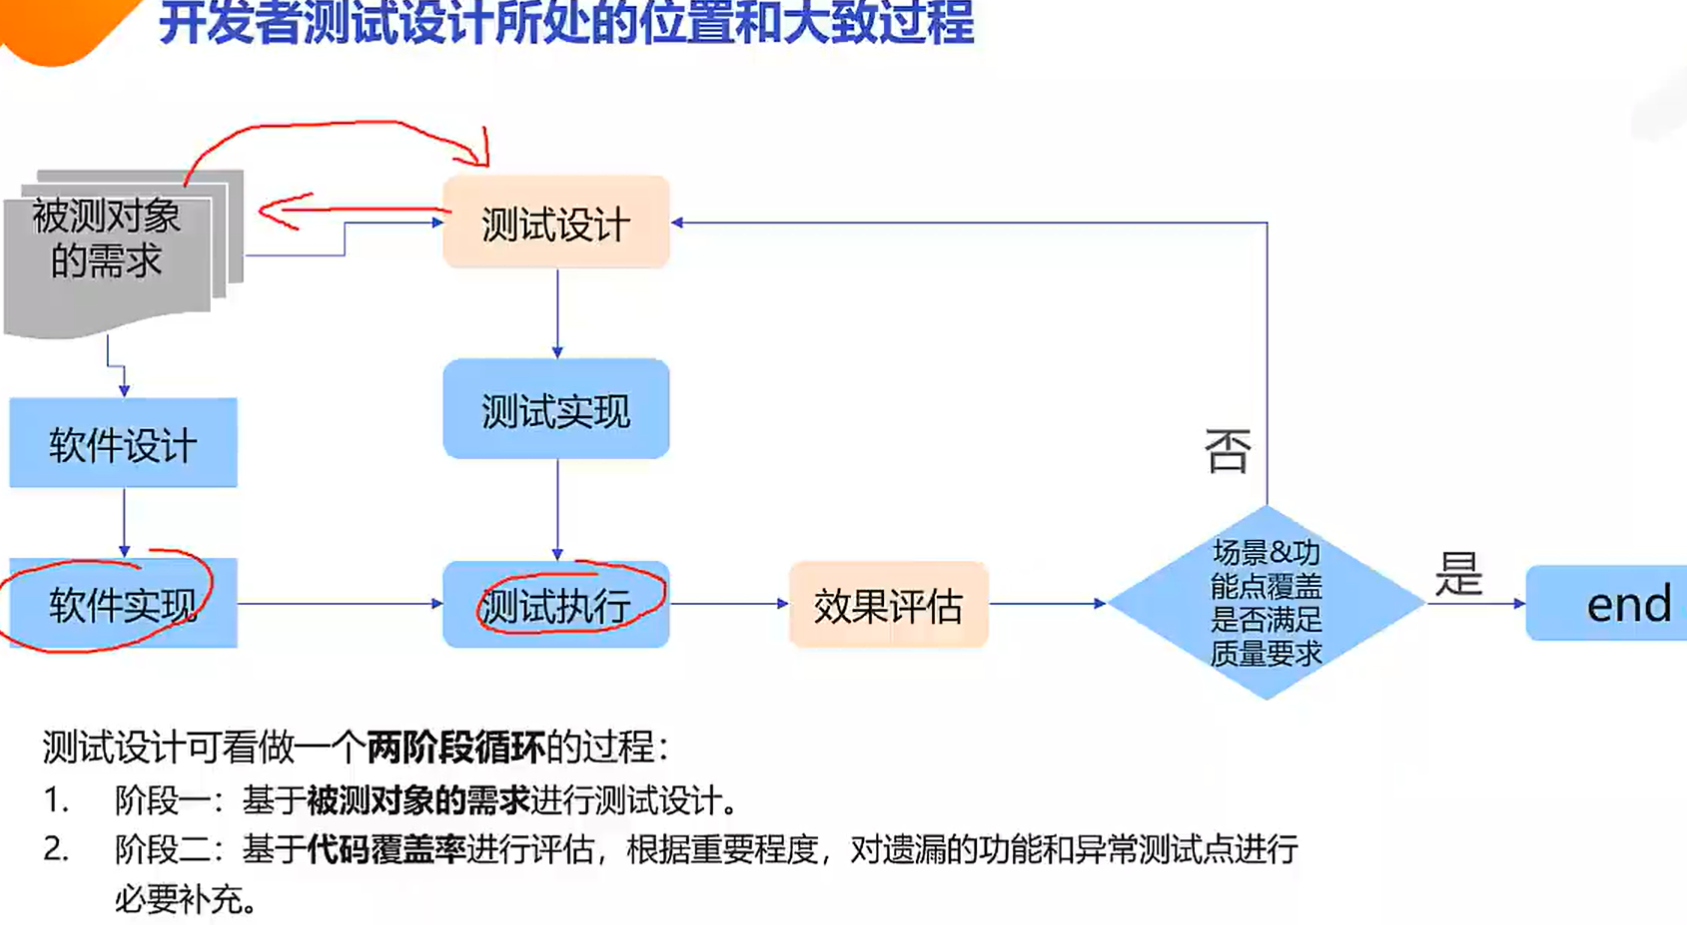 开发者测试设计所处的位置和大致过程
被测对象
的需求
测试设计
软件设计
测试实现
否
软件实现
测试执行
效果评估
场景&功
能点覆盖
是否满足
质量要求
是
end
测试设计可看做一个两阶段循环的过程：
1. 阶段一：基于被测对象的需求进行测试设计。
2. 阶段二：基于代码覆盖率进行评估，根据重要程度，对遗漏的功能和异常测试点进行
必要补充。